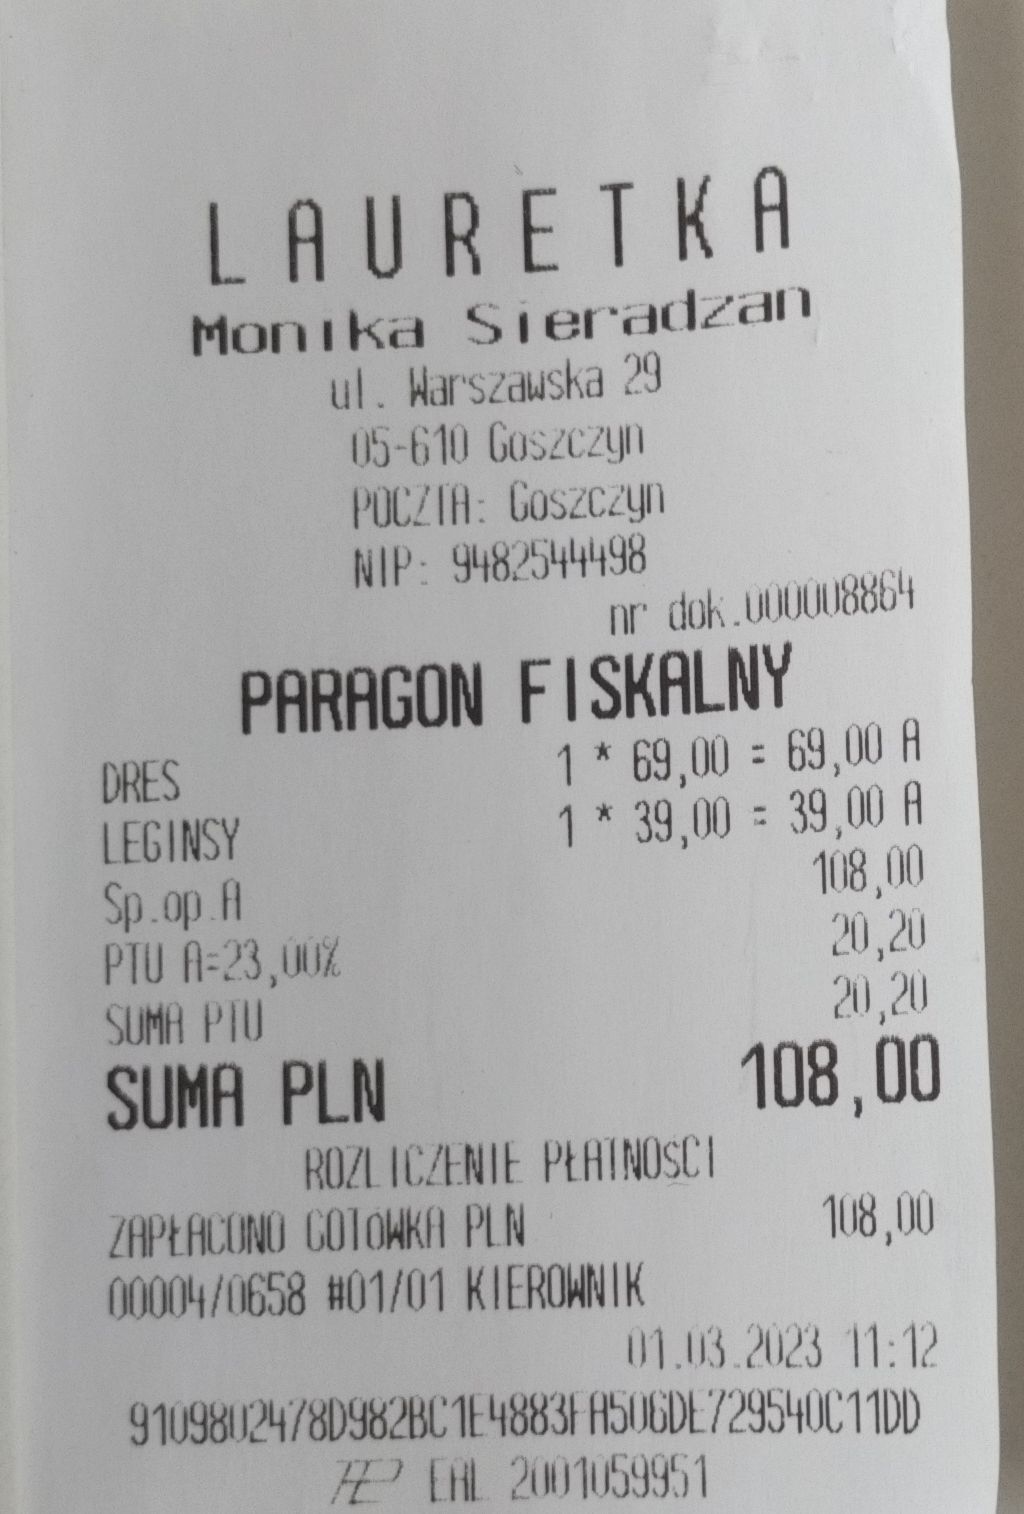 LAURETKA
Monika Sieradzan
ul. Warszawska 29
05-610 Goszczyn
POCZTA: Goszczyn
NIP: 9482544498
nr dok.000008864
PARAGON FISKALNY
DRES 1 * 69,00 = 69,00 A
LEGINSY 1 * 39,00 = 39,00 A
Sp.op.A 108,00
PTU A=23,00% 20,20
SUMA PTU 20,20
SUMA PLN 108,00
ROZLICZENIE PŁATNOŚCI
ZAPŁACONO GOTÓWKA PLN 108,00
00004/0658 #01/01 KIEROWNIK
01.03.2023 11:12
9109802478D982BC1E4883FA506DE729540C11DD
EAL 2001059951